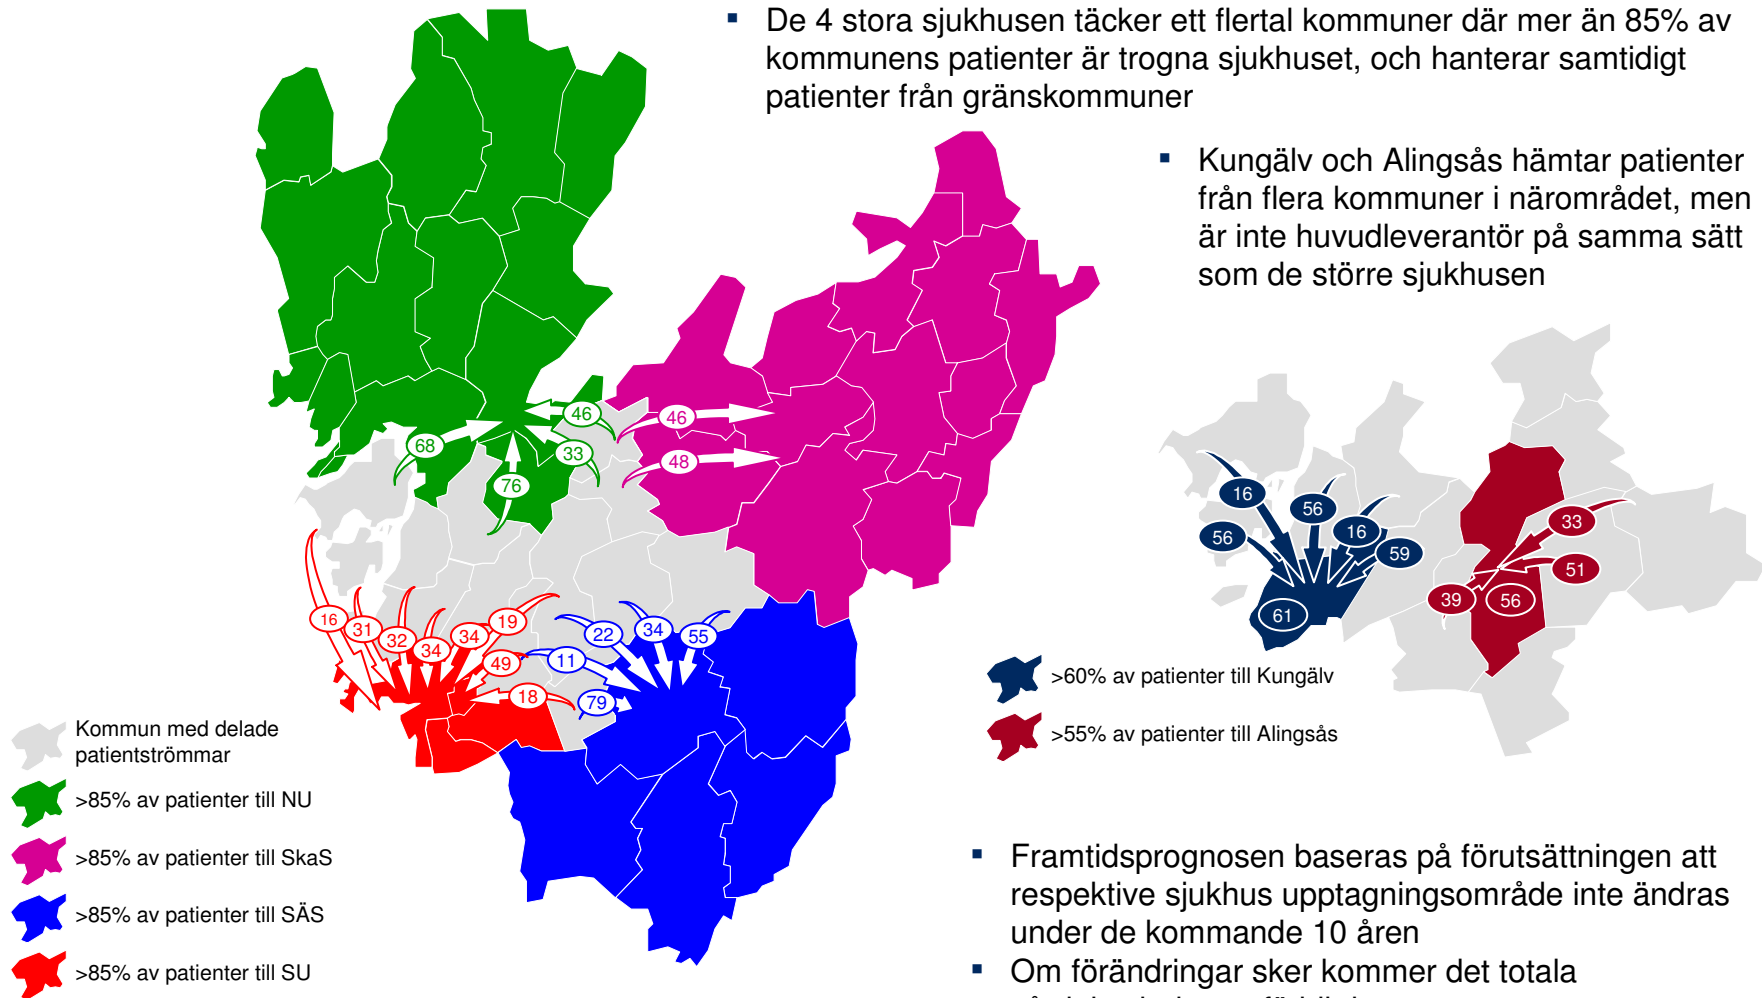 ▪ De 4 stora sjukhusen täcker ett flertal kommuner där mer än 85% av
kommunens patienter är trogna sjukhuset, och hanterar samtidigt
patienter från gränskommuner
▪ Kungälv och Alingsås hämtar patienter
från flera kommuner i närområdet, men
är inte huvudleverantör på samma sätt
som de större sjukhusen
46
68
33
76
46
48
16
31
32
34
34
19
49
18
11
22
34
55
79
16
56
56
16
59
61
33
51
39
56
>60% av patienter till Kungälv
>55% av patienter till Alingsås
Kommun med delade
patientströmmar
>85% av patienter till NU
>85% av patienter till SkaS
>85% av patienter till SÄS
>85% av patienter till SU
▪ Framtidsprognosen baseras på förutsättningen att
respektive sjukhus upptagningsområde inte ändras
under de kommande 10 åren
▪ Om förändringar sker kommer det totala